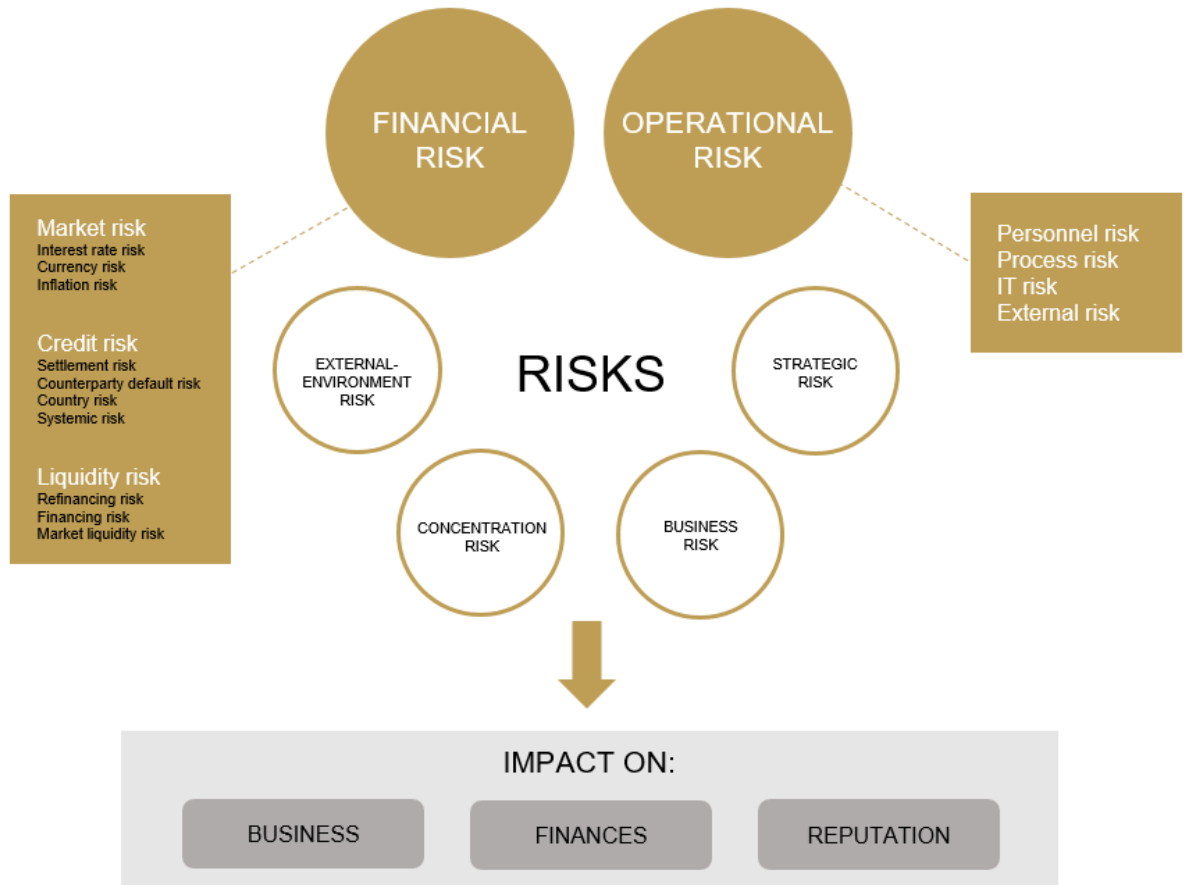 FINANCIAL
RISK
OPERATIONAL
RISK
Market risk
Interest rate risk
Currency risk
Inflation risk
Credit risk
Settlement risk
Counterparty default risk
Country risk
Systemic risk
Liquidity risk
Refinancing risk
Financing risk
Market liquidity risk
Personnel risk
Process risk
IT risk
External risk
EXTERNAL-
ENVIRONMENT
RISK
RISKS
STRATEGIC
RISK
CONCENTRATION
RISK
BUSINESS
RISK
IMPACT ON:
BUSINESS
FINANCES
REPUTATION